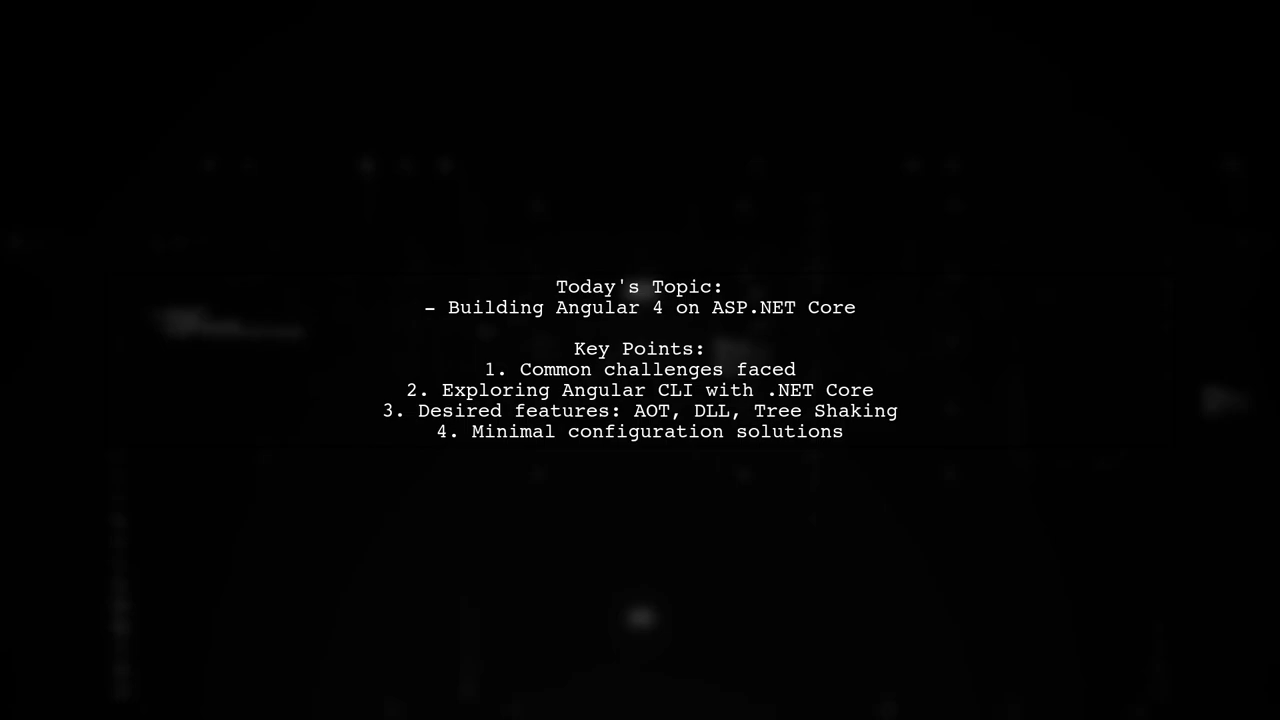 Today's Topic:
- Building Angular 4 on ASP.NET Core
Key Points:
1. Common challenges faced
2. Exploring Angular CLI with .NET Core
3. Desired features: AOT, DLL, Tree Shaking
4. Minimal configuration solutions